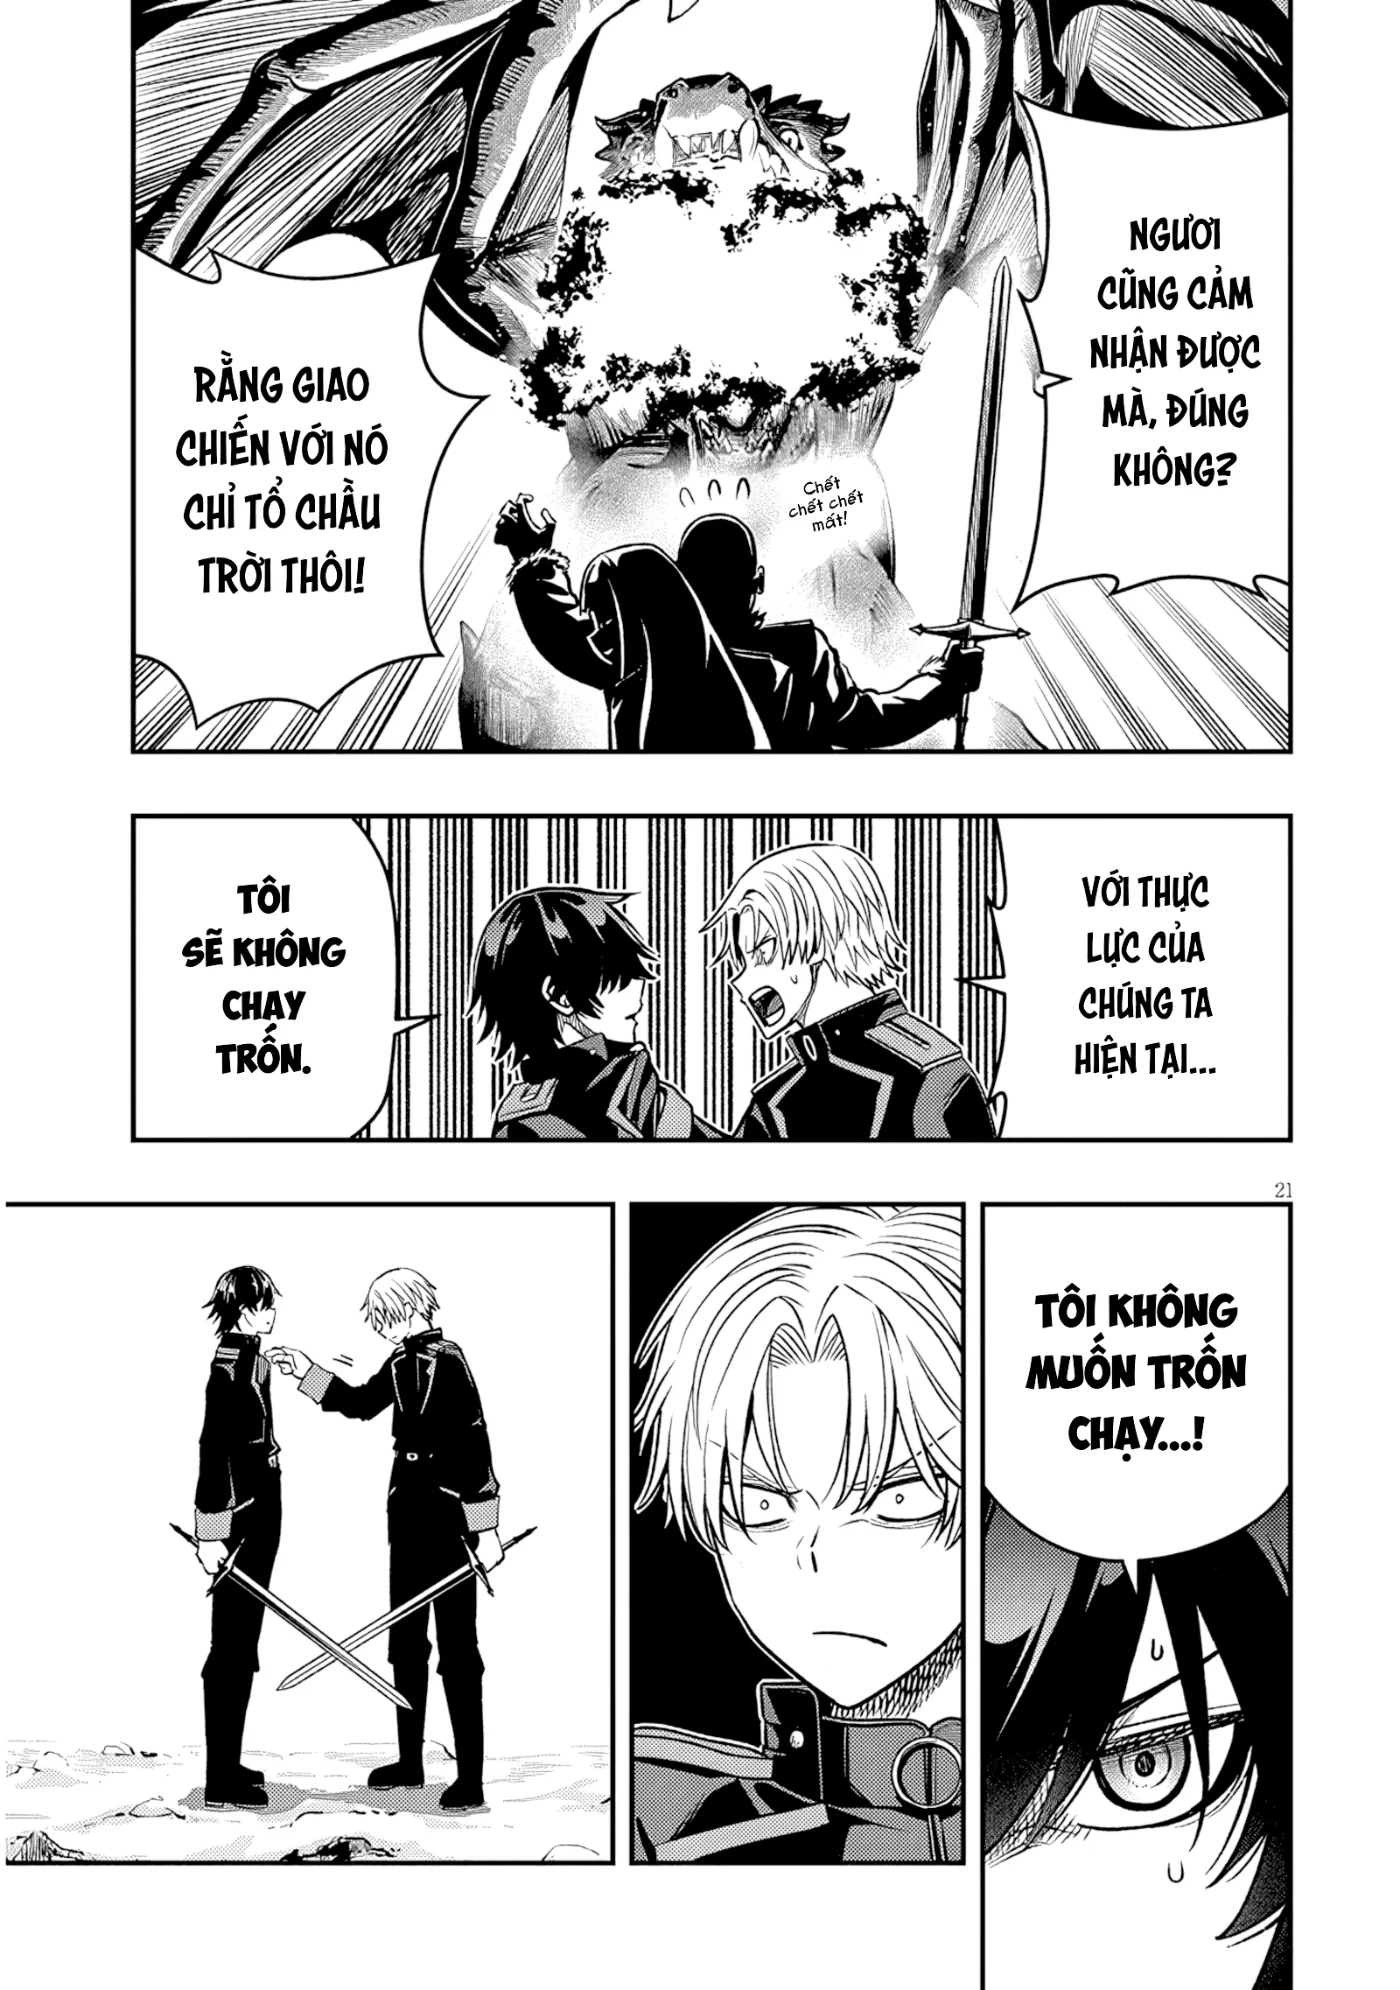 NGƯƠI
CŨNG CẢM
NHẬN ĐƯỢC
MÀ, ĐÚNG
KHÔNG?
RẰNG GIAO
CHIẾN VỚI NÓ
CHỈ TỔ CHẦU
TRỜI THÔI!
Chết
chết chết
mất!
VỚI THỰC
LỰC CỦA
CHÚNG TA
HIỆN TẠI...
TÔI
SẼ KHÔNG
CHẠY
TRỐN.
21
TÔI KHÔNG
MUỐN TRỐN
CHẠY...!